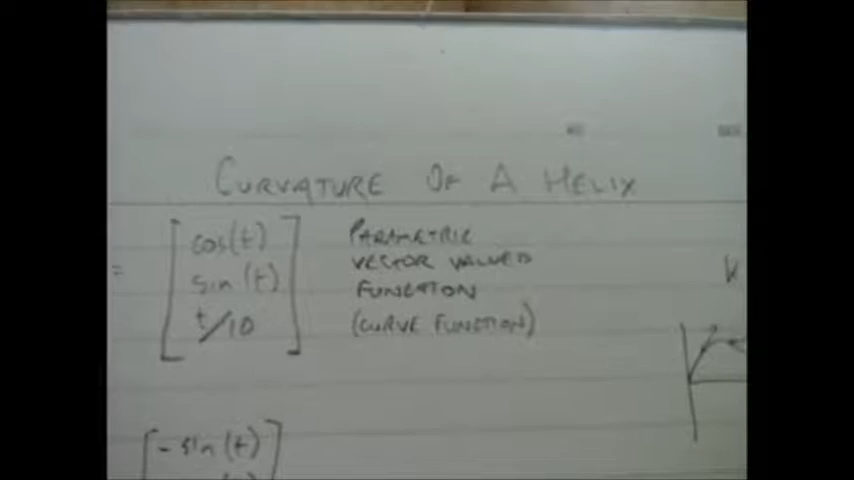 CURVATURE OF A HELIX
= [cos(t) PARAMETRIC
sin(t) VECTOR VALUED
t/10] FUNCTION
(CURVE FUNCTION)
K
[-sin(t)]